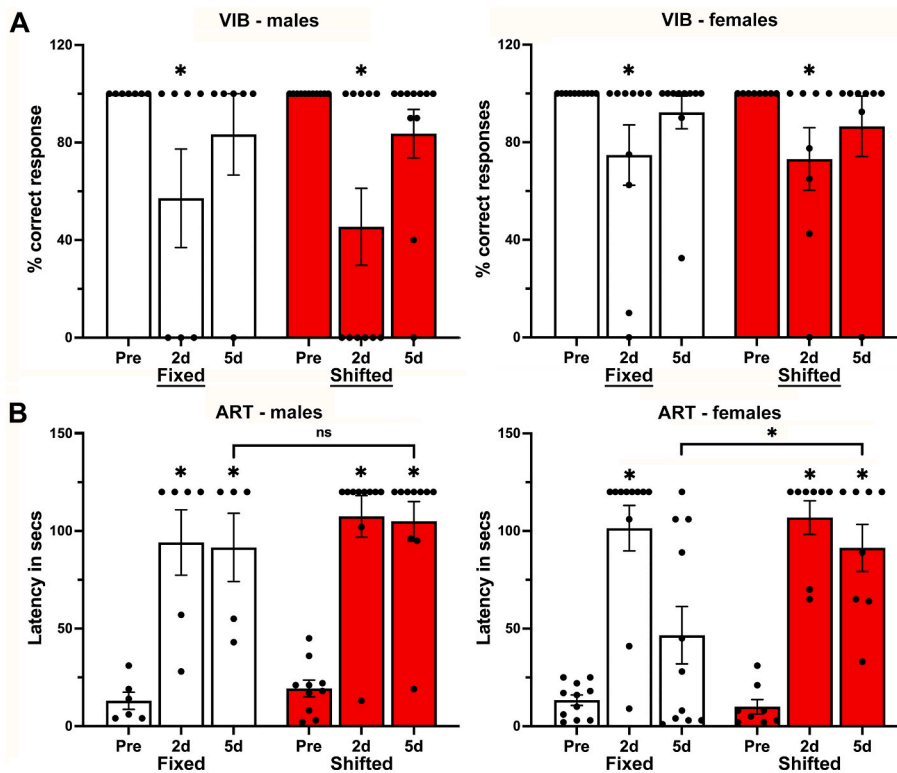 A
VIB - males
VIB - females
% correct response
% correct responses
120
80
40
0
120
80
40
0
*
*
*
*
Pre 2d 5d Pre 2d 5d
Fixed Shifted
Pre 2d 5d Pre 2d 5d
Fixed Shifted
B
ART - males
ART - females
Latency in secs
Latency in secs
150
100
50
0
150
100
50
0
ns
*
* * * *
* * *
Pre 2d 5d Pre 2d 5d
Fixed Shifted
Pre 2d 5d Pre 2d 5d
Fixed Shifted